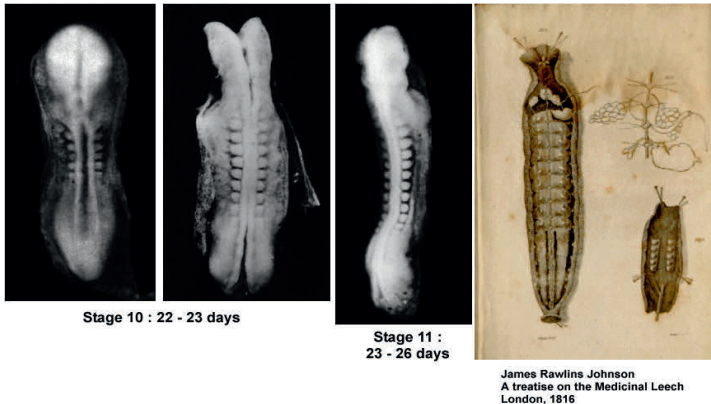 Stage 10 : 22 - 23 days
Stage 11 :
23 - 26 days
James Rawlins Johnson
A treatise on the Medicinal Leech
London, 1816